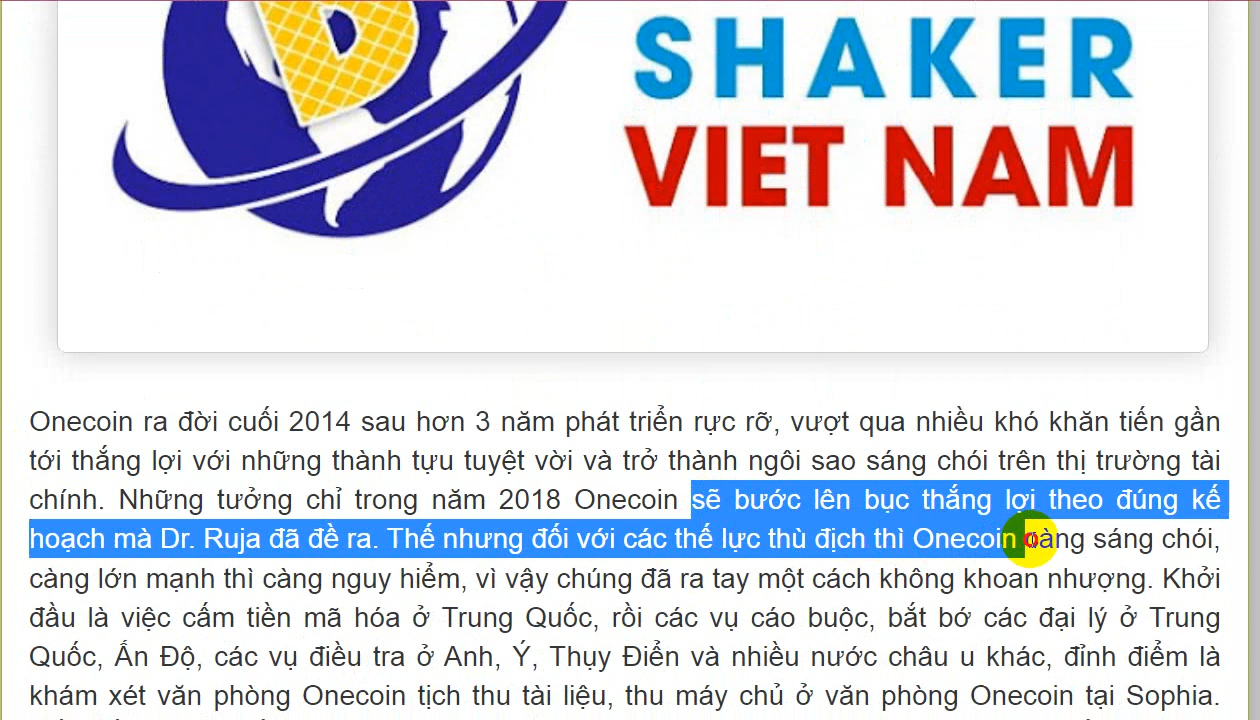 SHAKER
VIET NAM
Onecoin ra đời cuối 2014 sau hơn 3 năm phát triển rực rỡ, vượt qua nhiều khó khăn tiến gần
tới thắng lợi với những thành tựu tuyệt vời và trở thành ngôi sao sáng chói trên thị trường tài
chính. Những tưởng chỉ trong năm 2018 Onecoin sẽ bước lên bục thắng lợi theo đúng kế
hoạch mà Dr. Ruja đã đề ra. Thế nhưng đối với các thế lực thù địch thì Onecoin càng sáng chói,
càng lớn mạnh thì càng nguy hiểm, vì vậy chúng đã ra tay một cách không khoan nhượng. Khởi
đầu là việc cấm tiền mã hóa ở Trung Quốc, rồi các vụ cáo buộc, bắt bớ các đại lý ở Trung
Quốc, Ấn Độ, các vụ điều tra ở Anh, Ý, Thụy Điển và nhiều nước châu u khác, đỉnh điểm là
khám xét văn phòng Onecoin tịch thu tài liệu, thu máy chủ ở văn phòng Onecoin tại Sophia.